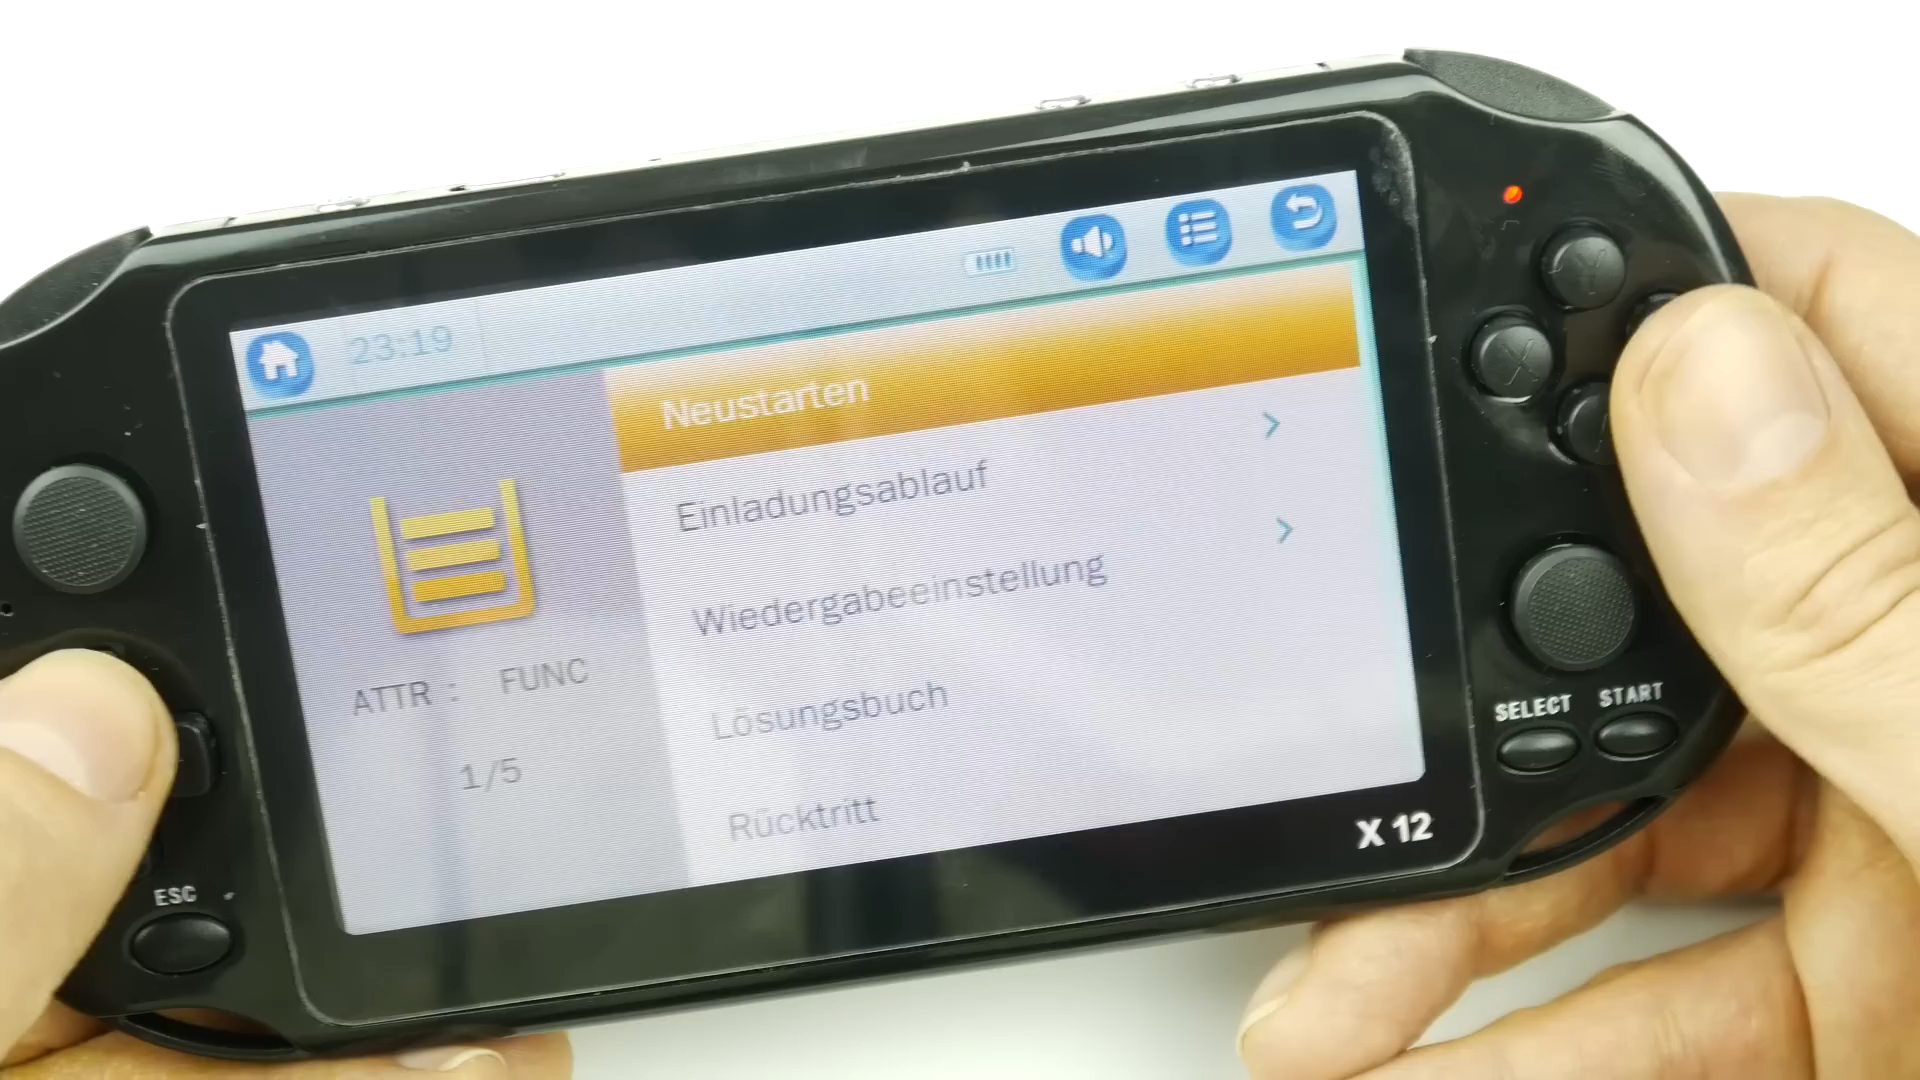 23:19
Neustarten
Einladungsablauf
Wiedergabeeinstellung
Lösungsbuch
Rücktritt
ATTR : FUNC
1/5
X 12
SELECT START
ESC
Y
X